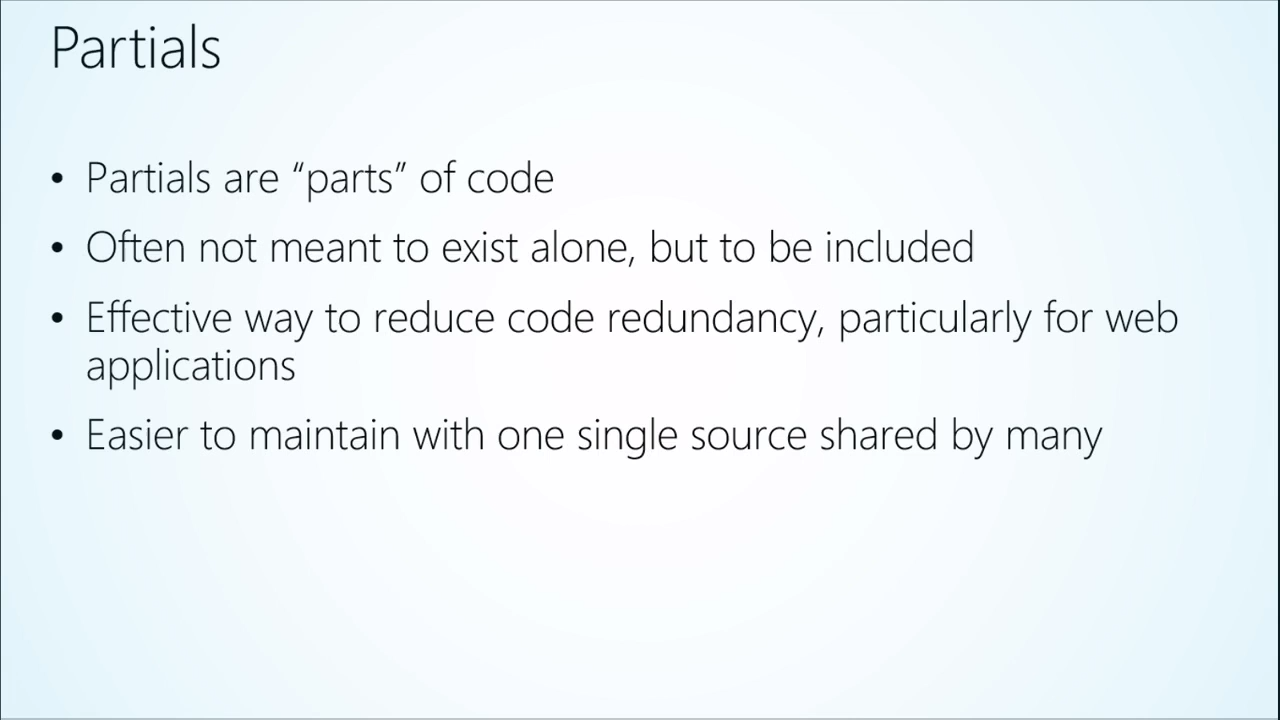 Partials
• Partials are “parts” of code
• Often not meant to exist alone, but to be included
• Effective way to reduce code redundancy, particularly for web
applications
• Easier to maintain with one single source shared by many